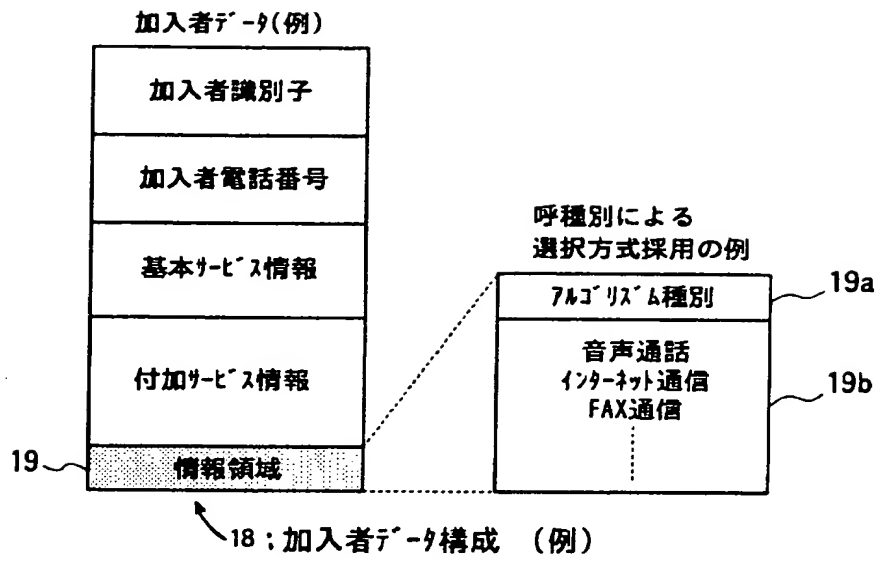 加入者データ(例)
加入者識別子
加入者電話番号
基本サービス情報
付加サービス情報
19
情報領域
呼種別による
選択方式採用の例
アルゴリズム種別
19a
音声通話
インターネット通信
FAX通信
19b
18;加入者データ構成 (例)